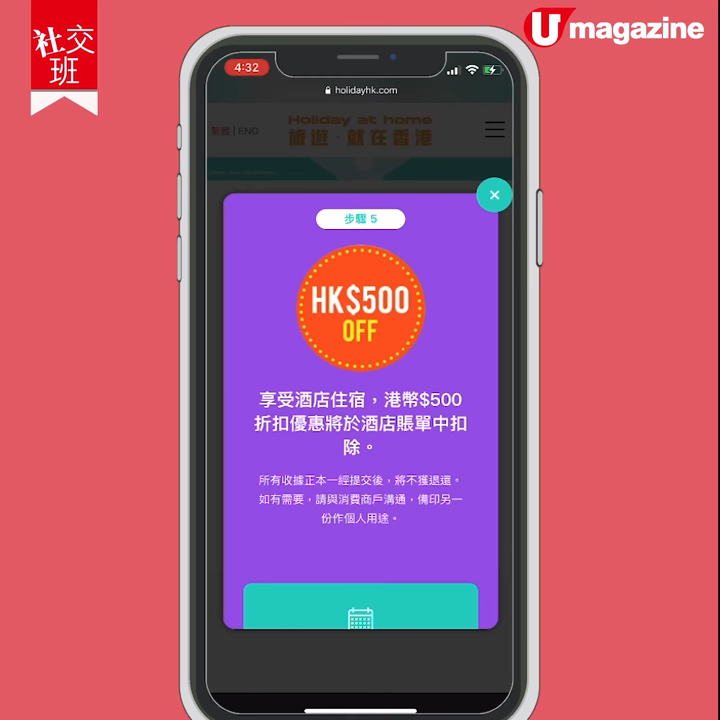 社交班
U magazine
4:32
holidayhk.com
繁體 | ENG
Holiday at home
旅遊·就在香港
步驟 5
HK$500
OFF
享受酒店住宿，港幣$500
折扣優惠將於酒店賬單中扣
除。
所有收據正本一經提交後，將不獲退還。
如有需要，請與消費商戶溝通，備印另一
份作個人用途。